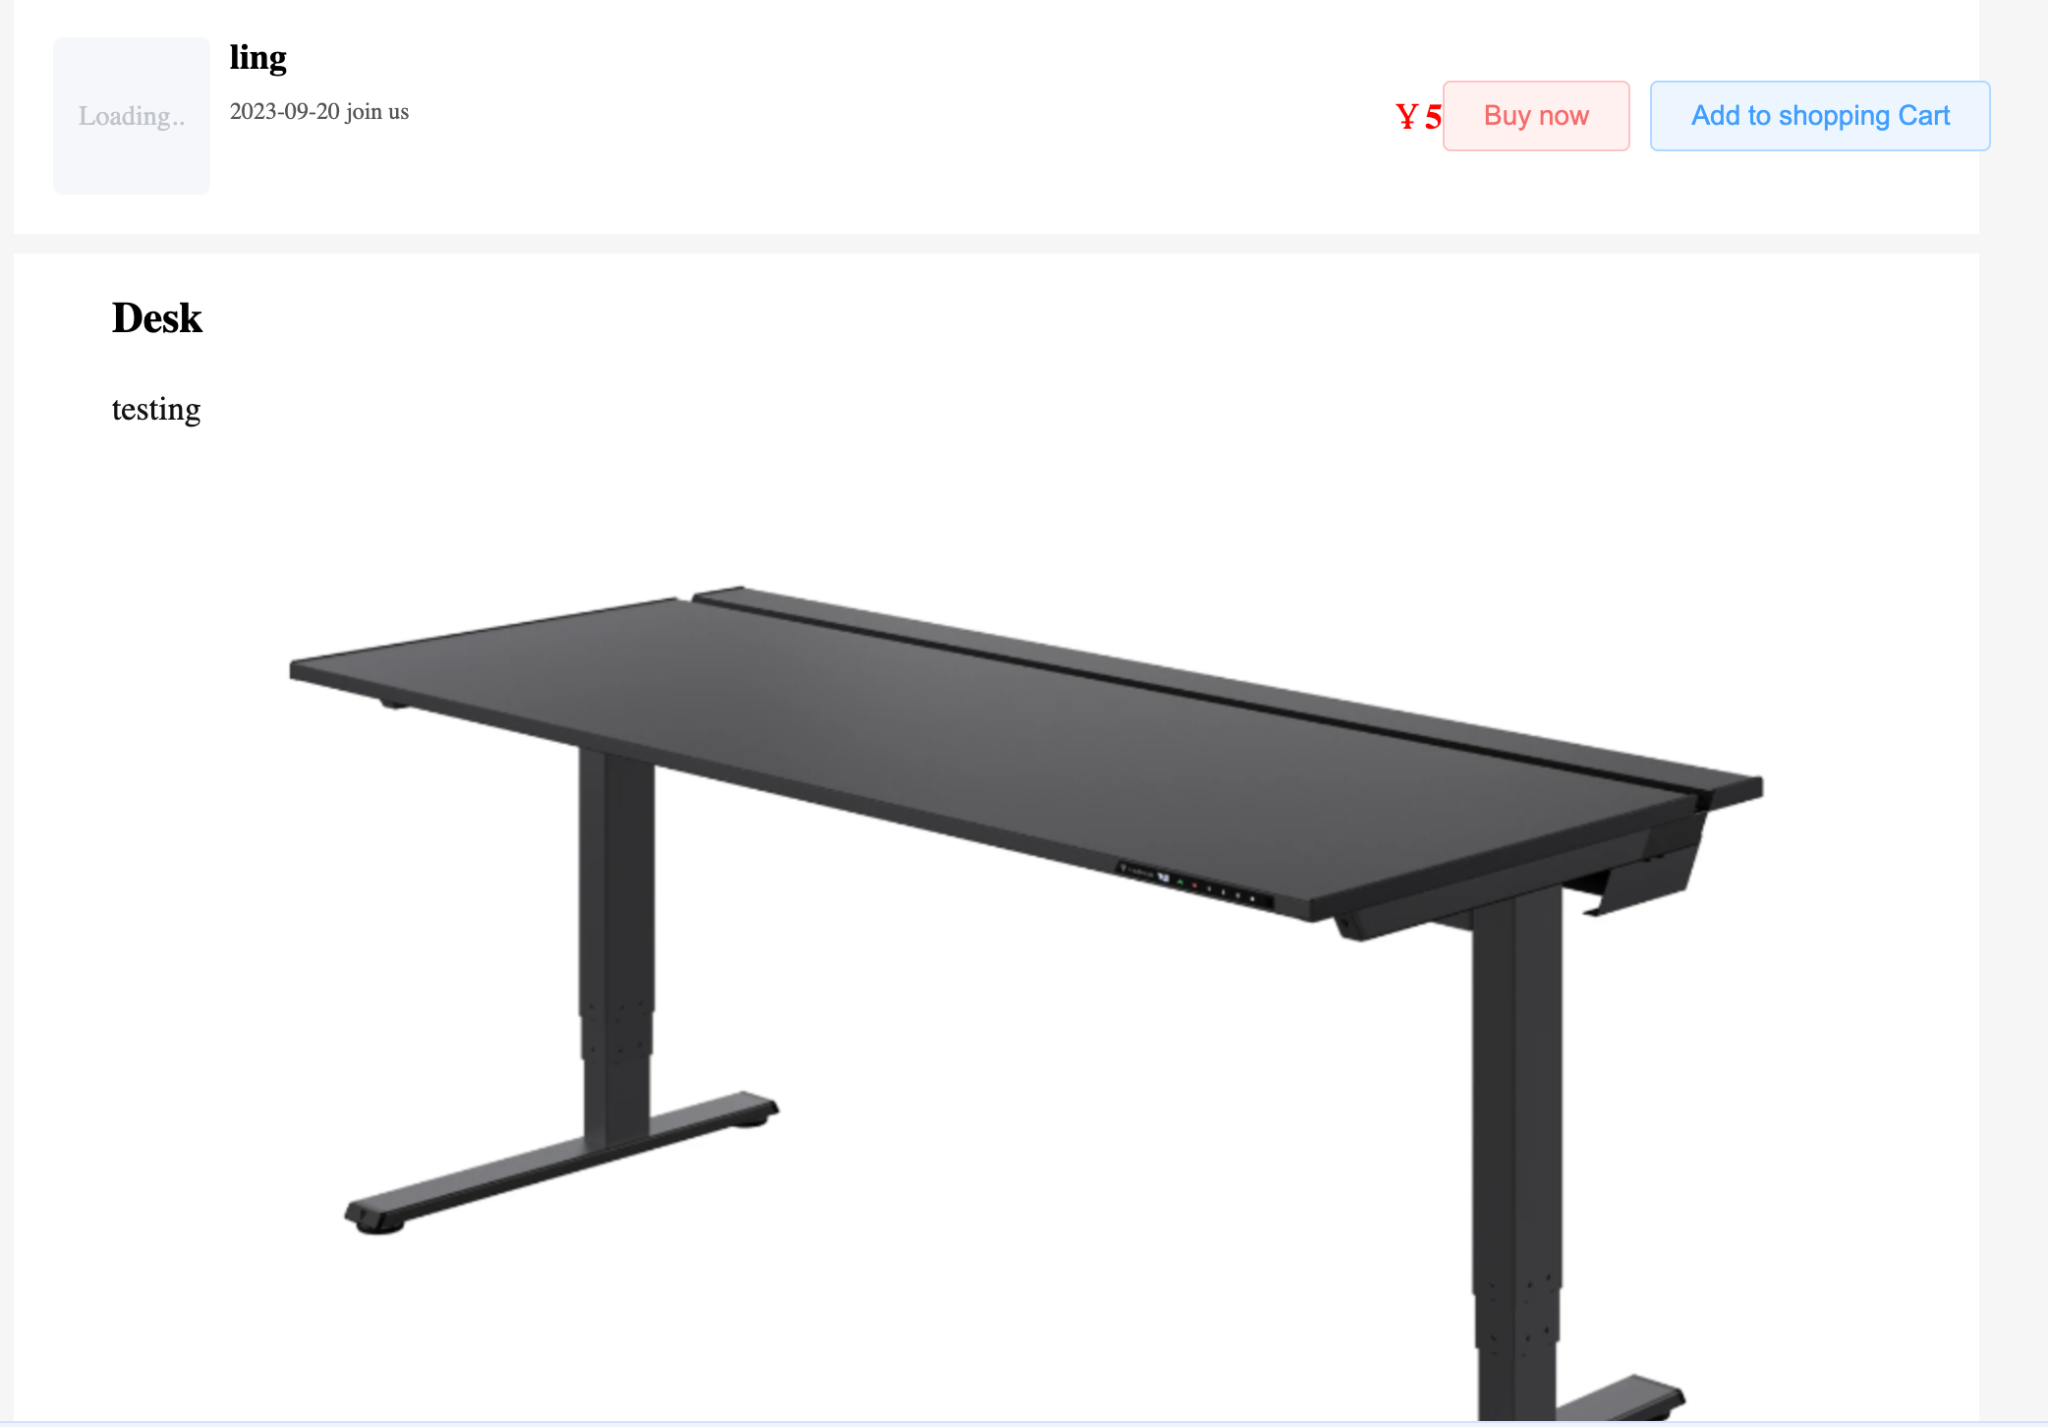 Loading..
ling
2023-09-20 join us
¥ 5
Buy now
Add to shopping Cart
Desk
testing